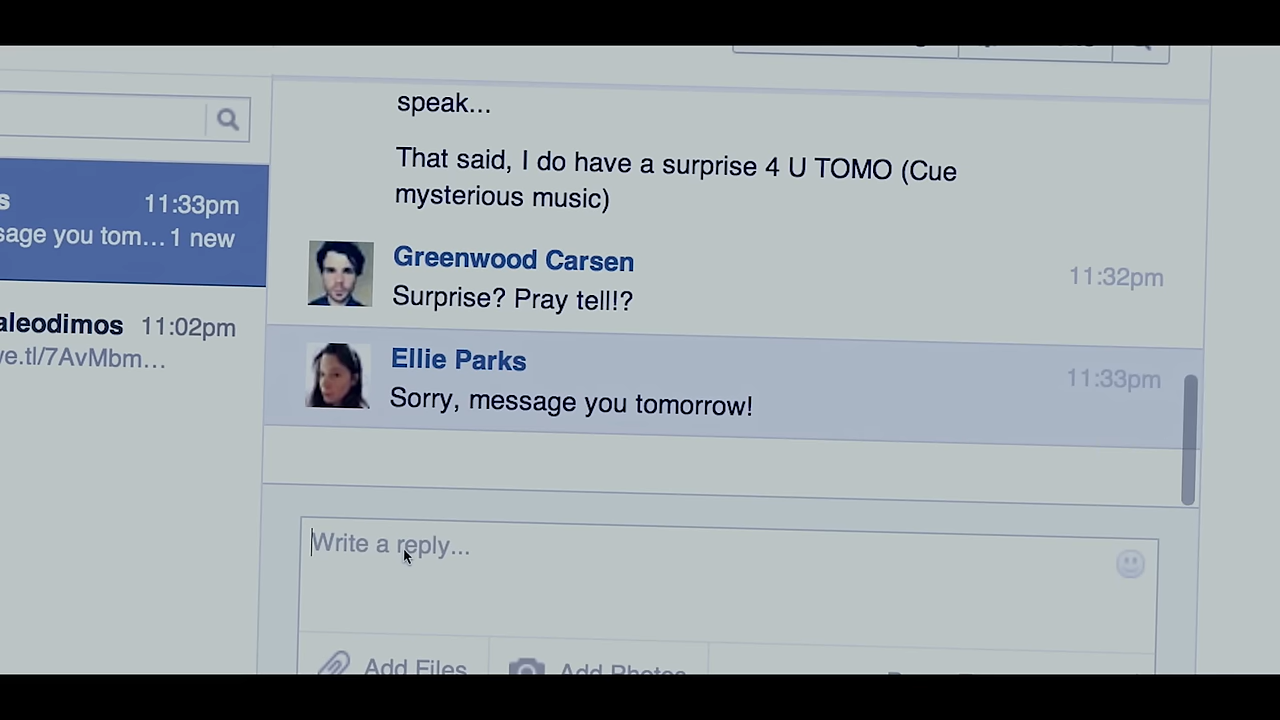 speak...
That said, I do have a surprise 4 U TOMO (Cue
mysterious music)
s 11:33pm
sage you tom... 1 new
Greenwood Carsen 11:32pm
Surprise? Pray tell!?
aleodimos 11:02pm
ve.tl/7AvMbm...
Ellie Parks 11:33pm
Sorry, message you tomorrow!
Write a reply...
Add Files Add Photos